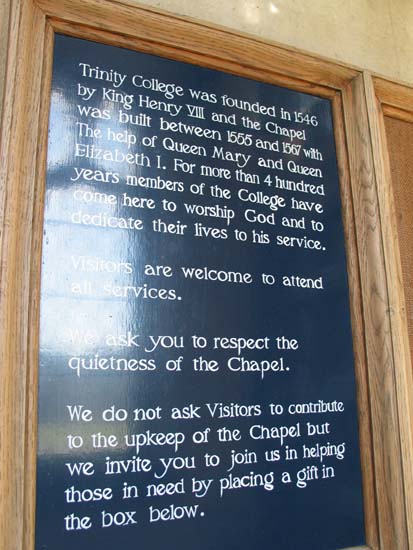 Trinity College was founded in 1546
by King Henry VIII and the Chapel
was built between 1555 and 1567 with
The help of Queen Mary and Queen
Elizabeth I. For more than 4 hundred
years members of the College have
come here to worship God and to
dedicate their lives to his service.
Visitors are welcome to attend
all services.
We ask you to respect the
quietness of the Chapel.
We do not ask Visitors to contribute
to the upkeep of the Chapel but
we invite you to join us in helping
those in need by placing a gift in
the box below.